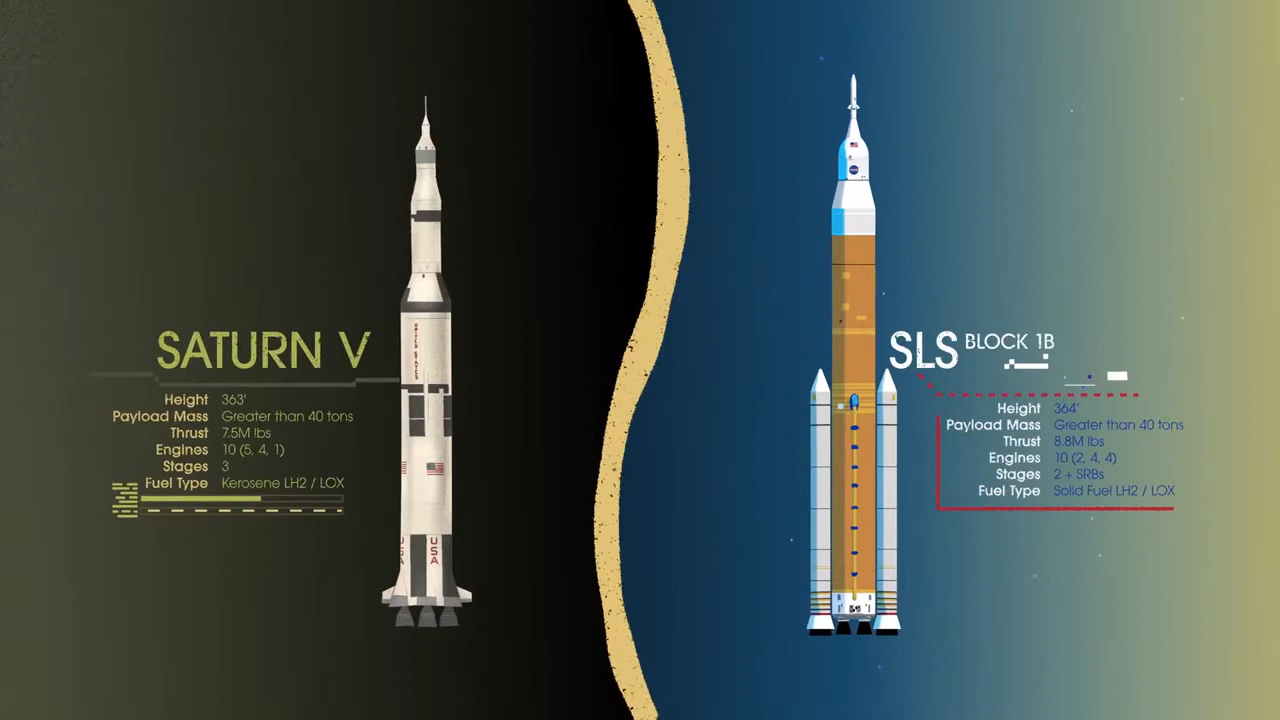 SATURN V
Height 363'
Payload Mass Greater than 40 tons
Thrust 7.5M lbs
Engines 10 (5, 4, 1)
Stages 3
Fuel Type Kerosene LH2 / LOX
UNITED STATES
USA
USA
SLS BLOCK 1B
Height 364'
Payload Mass Greater than 40 tons
Thrust 8.8M lbs
Engines 10 (2, 4, 4)
Stages 2 + SRBs
Fuel Type Solid Fuel LH2 / LOX